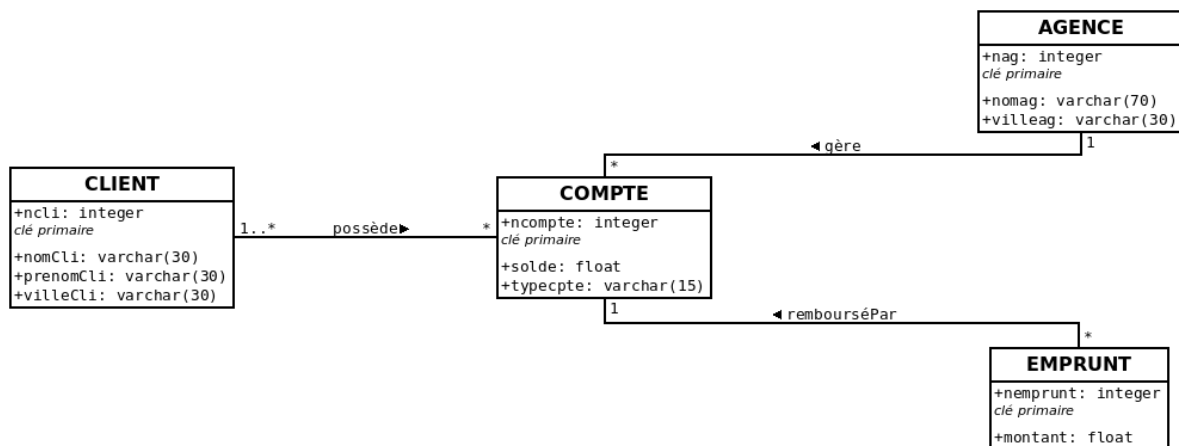 AGENCE
+nag: integer
clé primaire
+nomag: varchar(70)
+villeag: varchar(30)
1
◄ gère
*
CLIENT
+ncli: integer
clé primaire
+nomCli: varchar(30)
+prenomCli: varchar(30)
+villeCli: varchar(30)
1..*
possède►
*
COMPTE
+ncompte: integer
clé primaire
+solde: float
+typecpte: varchar(15)
1
◄ rembourséPar
*
EMPRUNT
+nemprunt: integer
clé primaire
+montant: float